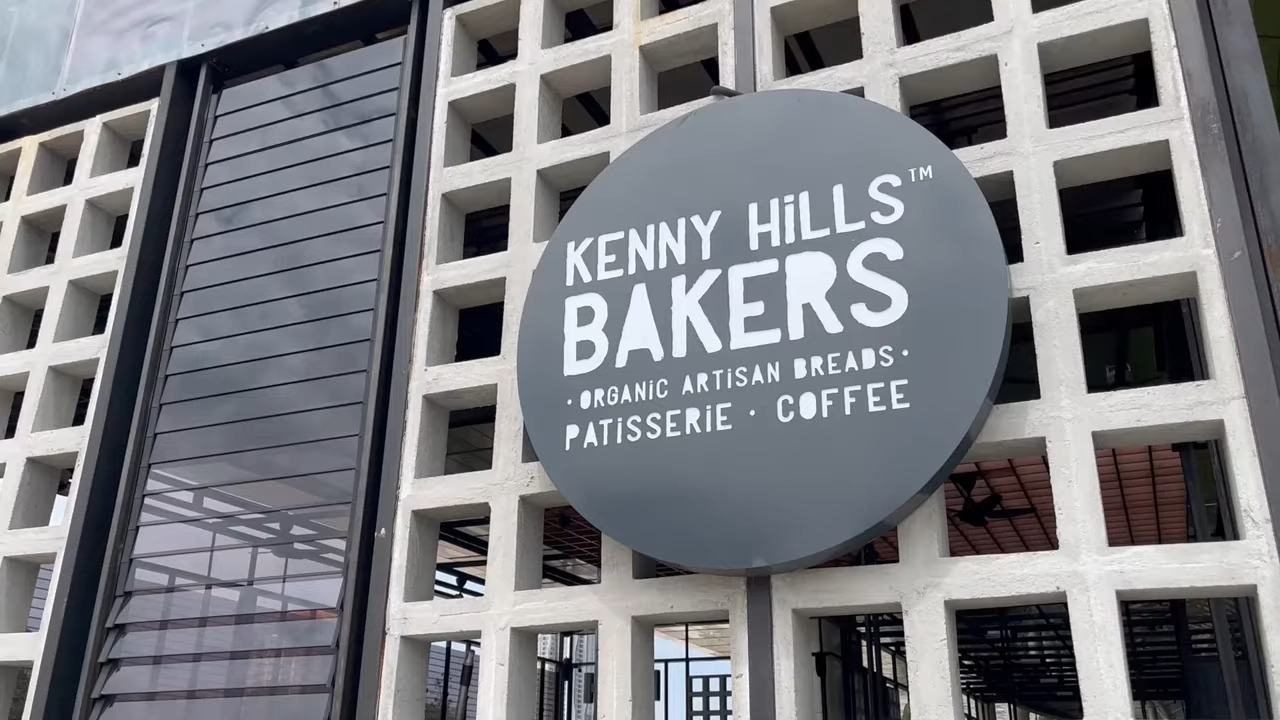 KENNY HiLLS™
BAKERS
· ORGANiC ARTiSAN BREADS ·
PATiSSERiE · COFFEE